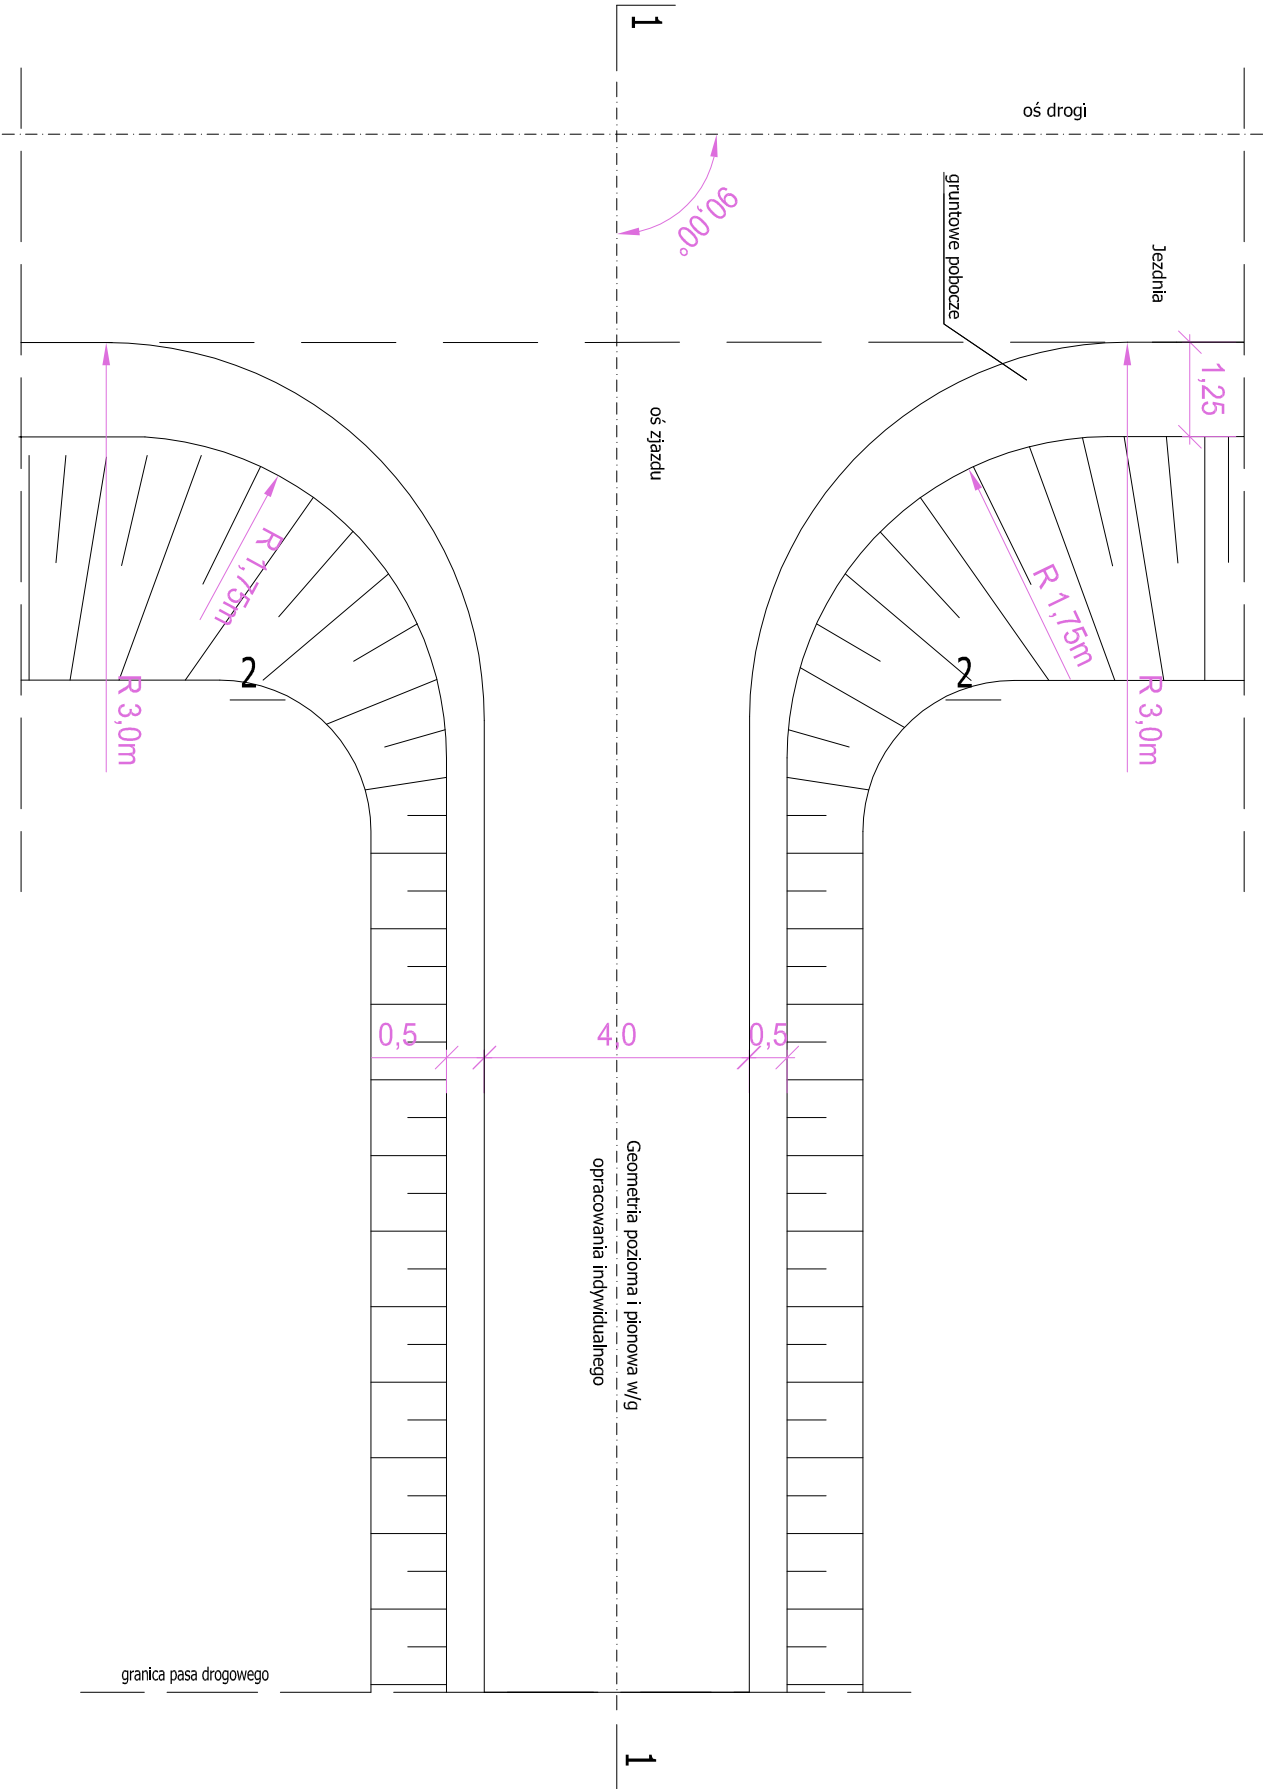 1
oś drogi
90,00°
gruntowe pobocze
Jezdnia
1,25
oś zjazdu
R 1,75m
R 1,75m
2
2
R 3,0m
R 3,0m
0,5
4,0
0,5
Geometria pozioma i pionowa w/g
opracowania indywidualnego
granica pasa drogowego
1